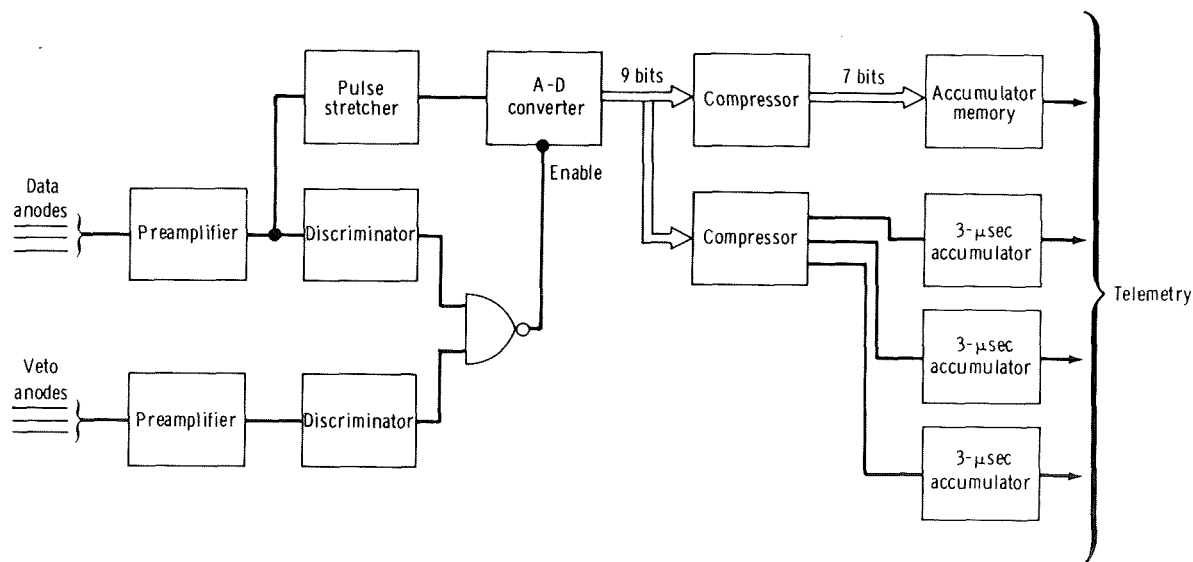 Pulse
stretcher
A-D
converter
Enable
9 bits
Compressor
7 bits
Accumulator
memory
Data
anodes
Preamplifier
Discriminator
Compressor
3-μsec
accumulator
3-μsec
accumulator
3-μsec
accumulator
Telemetry
Veto
anodes
Preamplifier
Discriminator